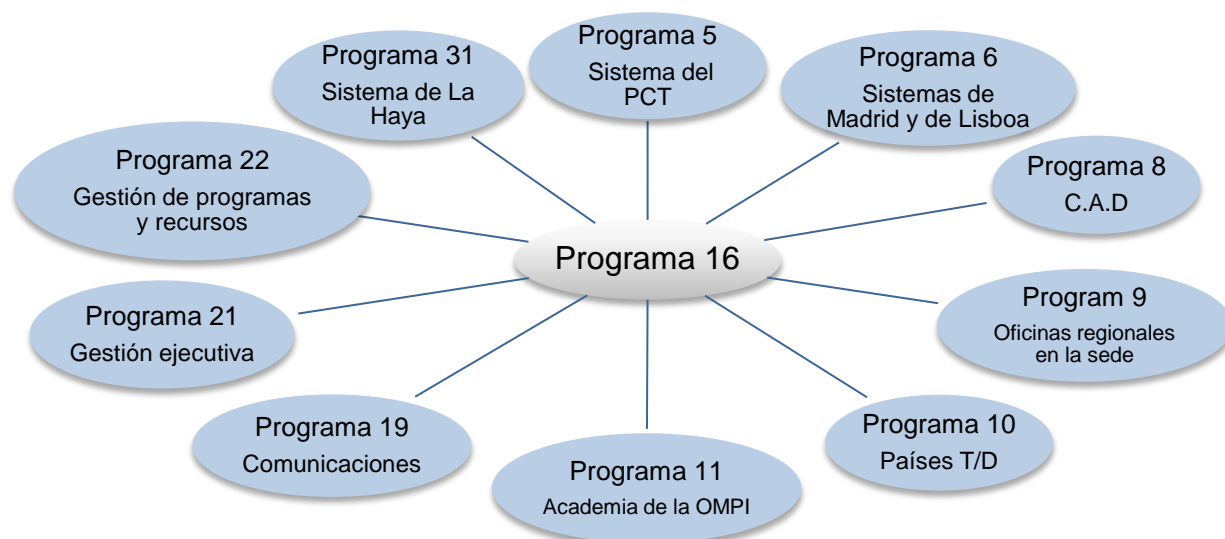 Programa 5
Sistema del
PCT
Programa 31
Sistema de La
Haya
Programa 6
Sistemas de
Madrid y de Lisboa
Programa 22
Gestión de programas
y recursos
Programa 8
C.A.D
Programa 16
Programa 21
Gestión ejecutiva
Program 9
Oficinas regionales
en la sede
Programa 19
Comunicaciones
Programa 10
Países T/D
Programa 11
Academia de la OMPI